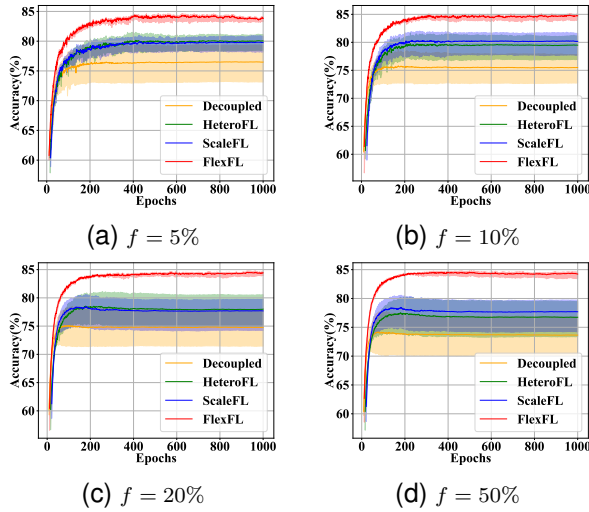 Accuracy(%)
85
80
75
70
65
60
0 200 400 600 800 1000
Epochs
Decoupled
HeteroFL
ScaleFL
FlexFL
(a) f = 5%
Accuracy(%)
85
80
75
70
65
60
0 200 400 600 800 1000
Epochs
Decoupled
HeteroFL
ScaleFL
FlexFL
(b) f = 10%
Accuracy(%)
85
80
75
70
65
60
0 200 400 600 800 1000
Epochs
Decoupled
HeteroFL
ScaleFL
FlexFL
(c) f = 20%
Accuracy(%)
85
80
75
70
65
60
0 200 400 600 800 1000
Epochs
Decoupled
HeteroFL
ScaleFL
FlexFL
(d) f = 50%